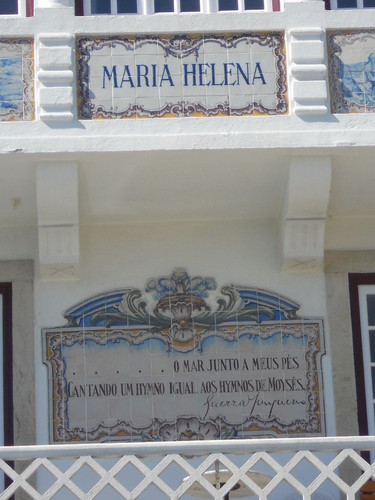 MARIA HELENA
. . . . . . . O MAR JUNTO A MEUS PÉS
CANTANDO UM HYMNO IGUAL AOS HYMNOS DE MOYSÉS.
Guerra Junqueiro